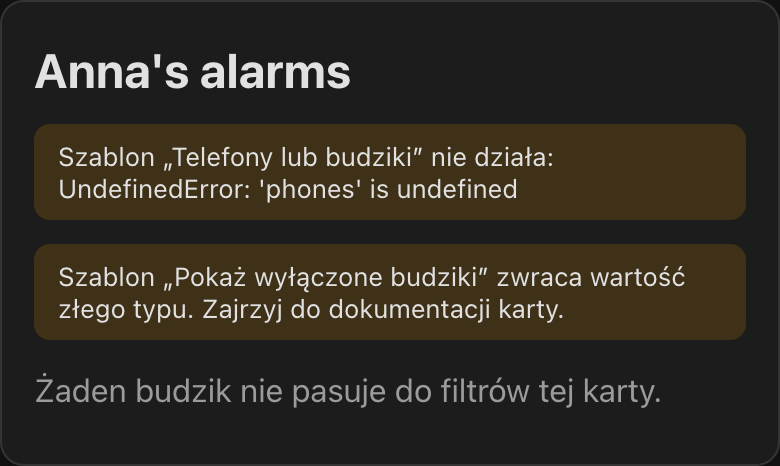 Anna's alarms
Szablon „Telefony lub budziki” nie działa:
UndefinedError: 'phones' is undefined
Szablon „Pokaż wyłączone budziki” zwraca wartość
złego typu. Zajrzyj do dokumentacji karty.
Żaden budzik nie pasuje do filtrów tej karty.